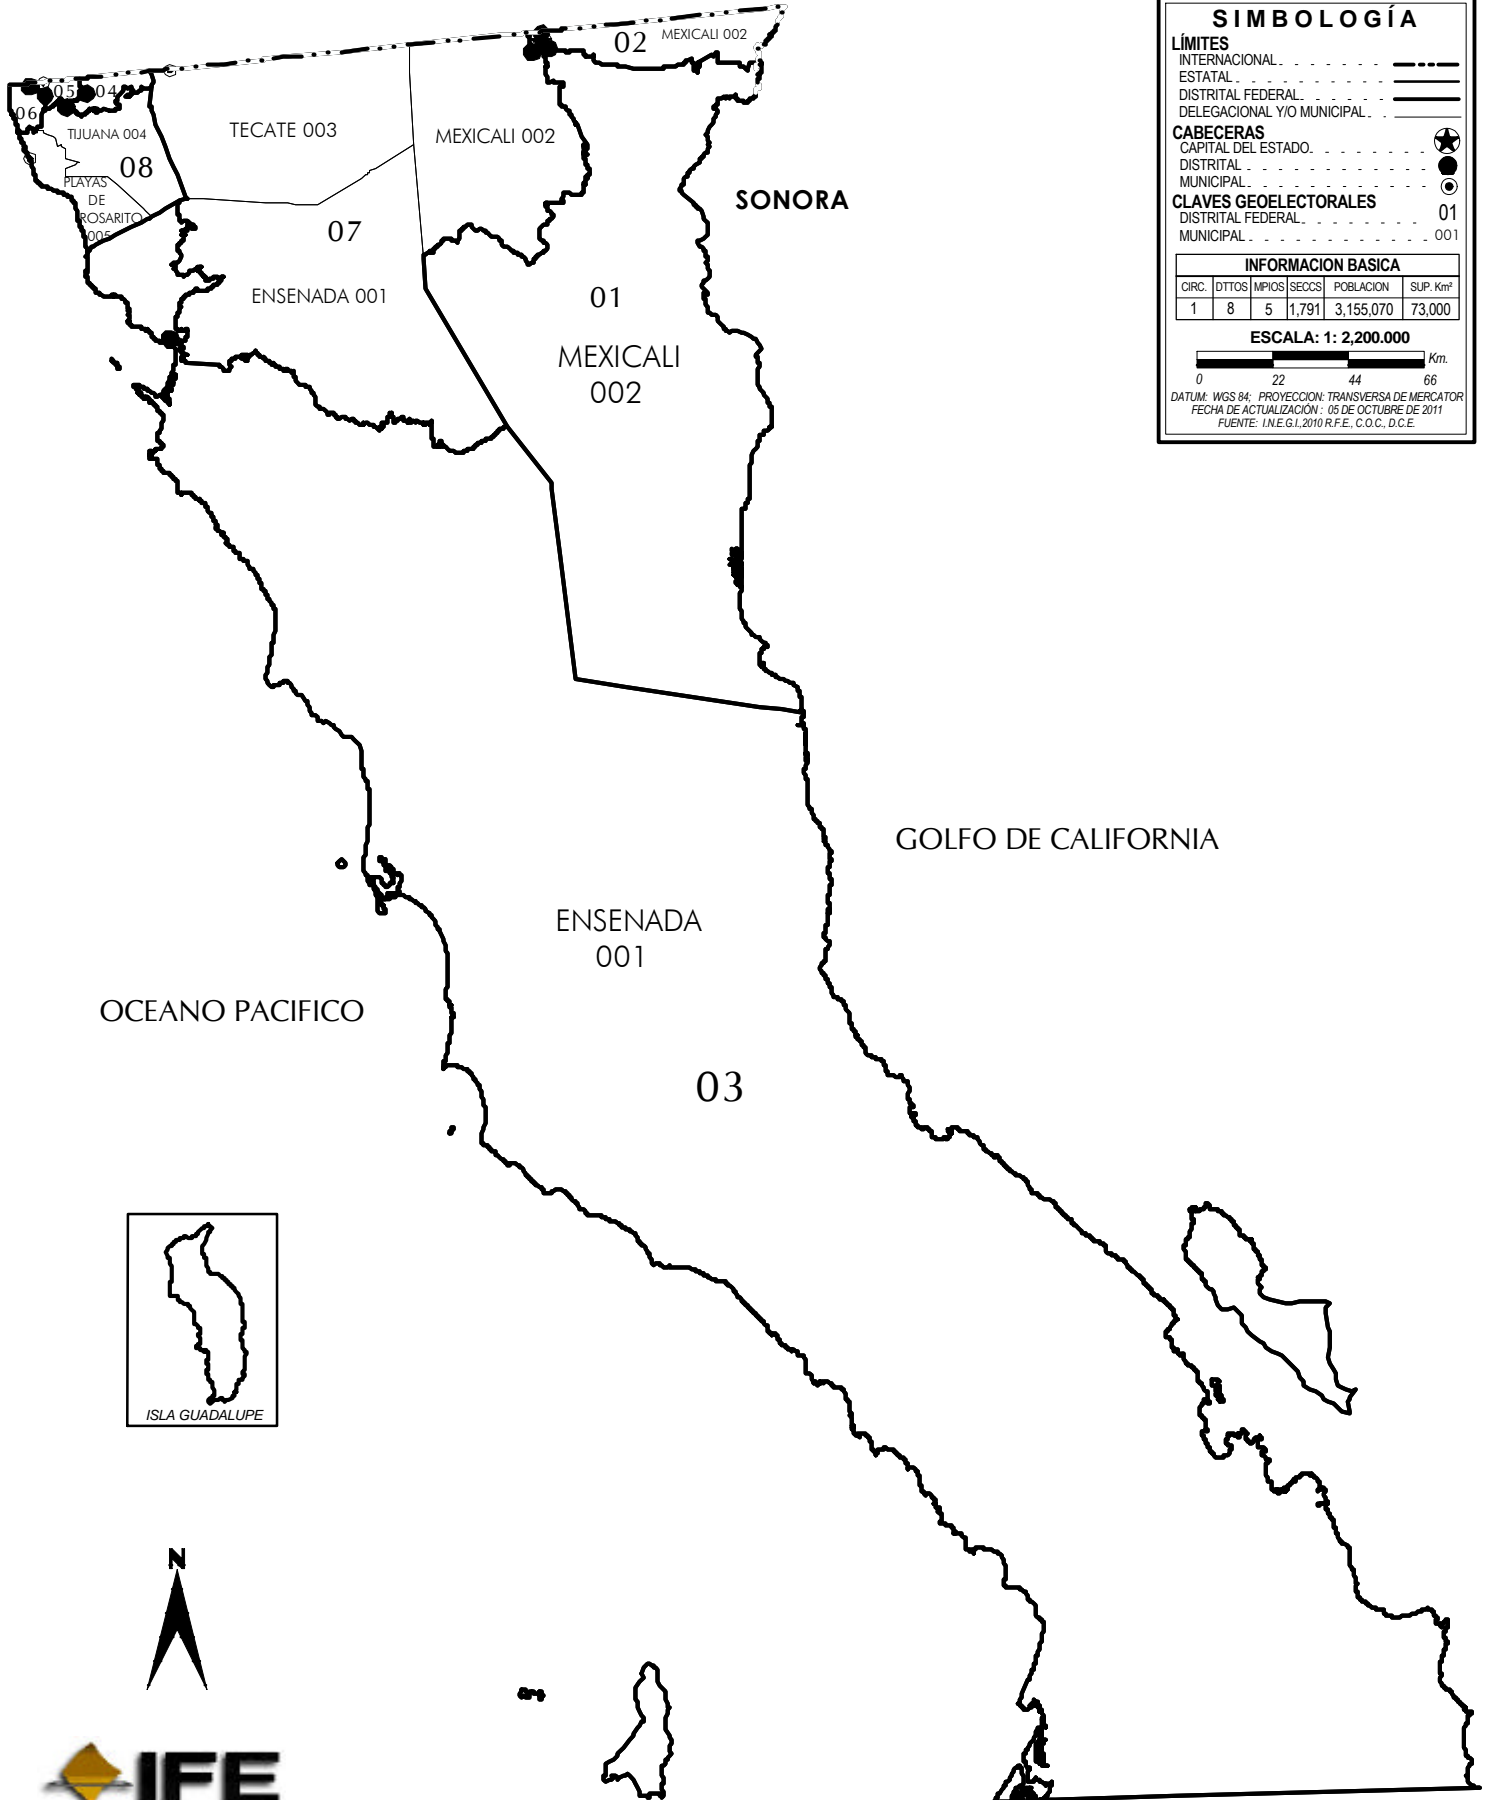 SIMBOLOGÍA
LÍMITES
INTERNACIONAL
ESTATAL
DISTRITAL FEDERAL
DELEGACIONAL Y/O MUNICIPAL
CABECERAS
CAPITAL DEL ESTADO
DISTRITAL
MUNICIPAL
CLAVES GEOELECTORALES
DISTRITAL FEDERAL 01
MUNICIPAL 001
INFORMACION BASICA
CIRC. DTTOS MPIOS SECCS POBLACION SUP. Km²
1 8 5 1,791 3,155,070 73,000
ESCALA: 1: 2,200.000
Km.
0 22 44 66
DATUM: WGS 84; PROYECCION: TRANSVERSA DE MERCATOR
FECHA DE ACTUALIZACIÓN : 05 DE OCTUBRE DE 2011
FUENTE: I.N.E.G.I.,2010 R.F.E., C.O.C., D.C.E.
02 MEXICALI 002
05 04
06
TIJUANA 004
08
TECATE 003
MEXICALI 002
PLAYAS
DE
ROSARITO
005
SONORA
07
ENSENADA 001
01
MEXICALI
002
GOLFO DE CALIFORNIA
ENSENADA
001
OCEANO PACIFICO
03
ISLA GUADALUPE
N
IFE